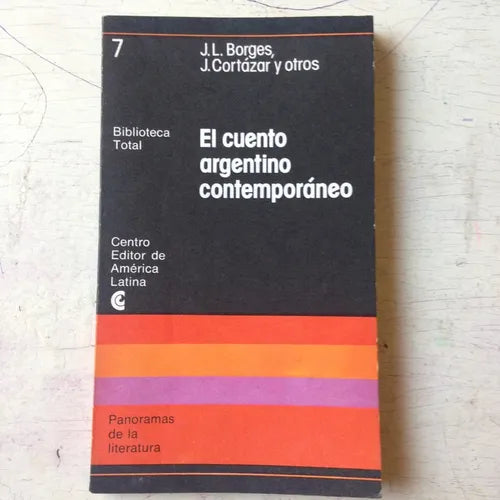 7
J.L. Borges,
J. Cortázar y otros
Biblioteca
Total
El cuento
argentino
contemporáneo
Centro
Editor de
América
Latina
Panoramas
de la
literatura